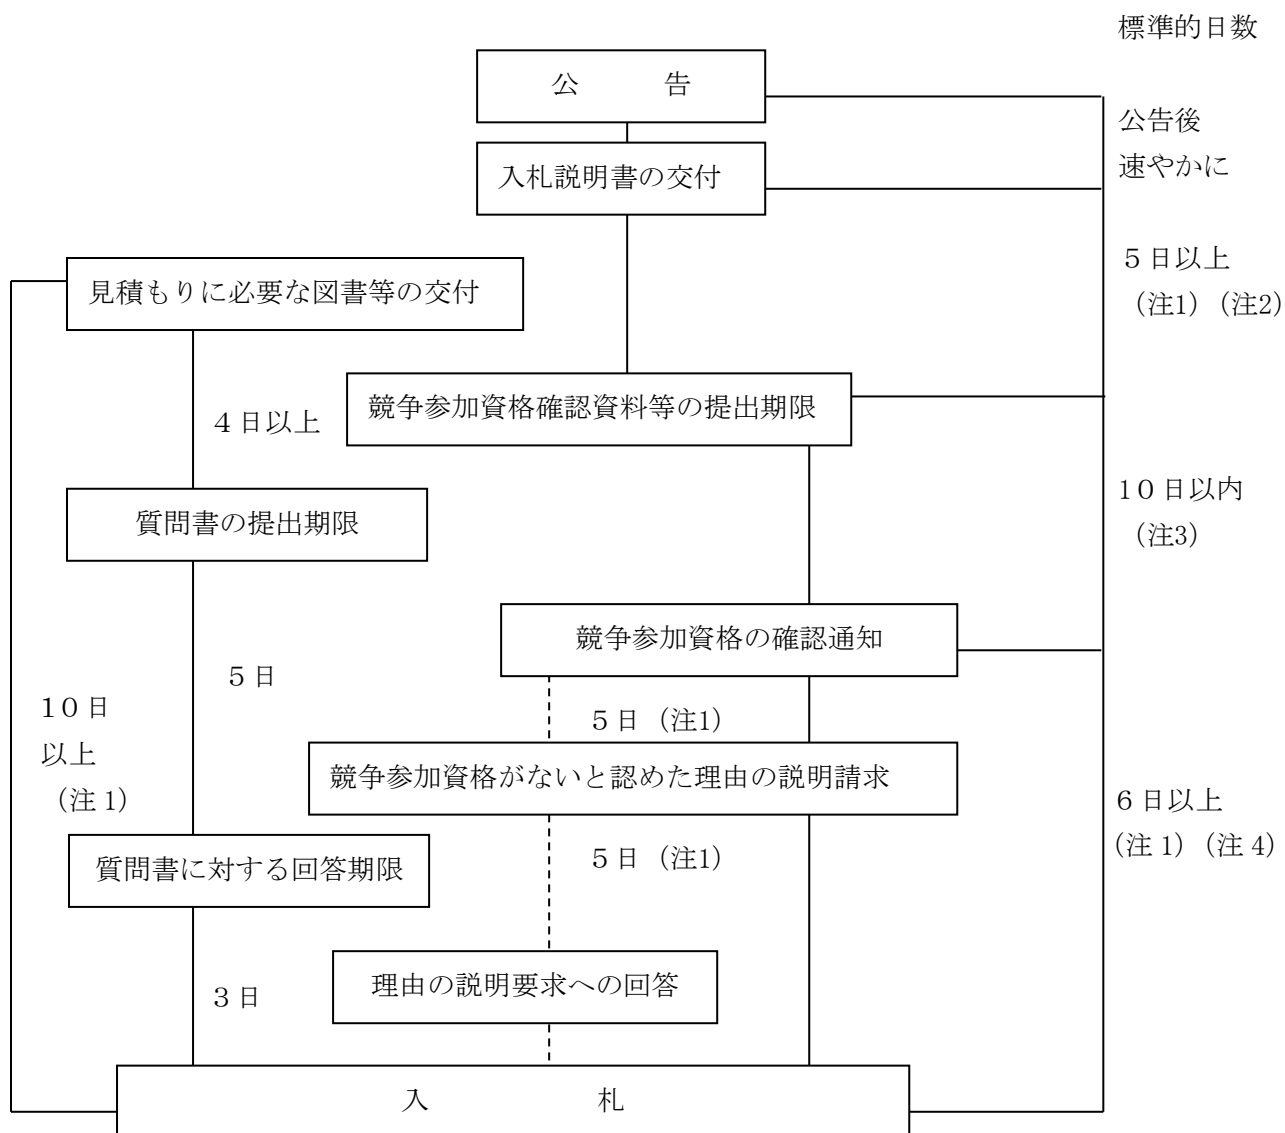 標準的日数
公　　　告
公告後
速やかに
入札説明書の交付
５日以上
（注1）（注2）
見積もりに必要な図書等の交付
競争参加資格確認資料等の提出期限
４日以上
10日以内
（注3）
質問書の提出期限
競争参加資格の確認通知
５日
10日
以上
（注1）
５日（注1）
競争参加資格がないと認めた理由の説明請求
６日以上
（注1）（注4）
５日（注1）
質問書に対する回答期限
理由の説明要求への回答
３日
入　　　　　　札